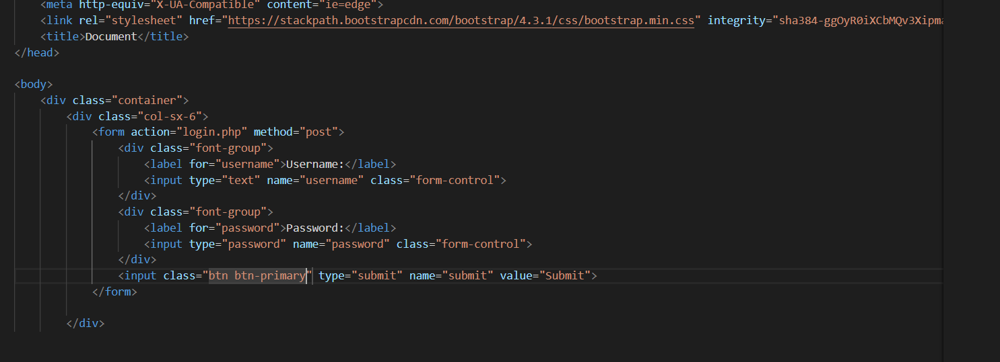 <meta http-equiv="X-UA-Compatible" content="ie=edge">
<link rel="stylesheet" href="https://stackpath.bootstrapcdn.com/bootstrap/4.3.1/css/bootstrap.min.css" integrity="sha384-ggOyR0iXCbMQv3Xipma
<title>Document</title>
</head>
<body>
<div class="container">
<div class="col-sx-6">
<form action="login.php" method="post">
<div class="font-group">
<label for="username">Username:</label>
<input type="text" name="username" class="form-control">
</div>
<div class="font-group">
<label for="password">Password:</label>
<input type="password" name="password" class="form-control">
</div>
<input class="btn btn-primary" type="submit" name="submit" value="Submit">
</form>
</div>